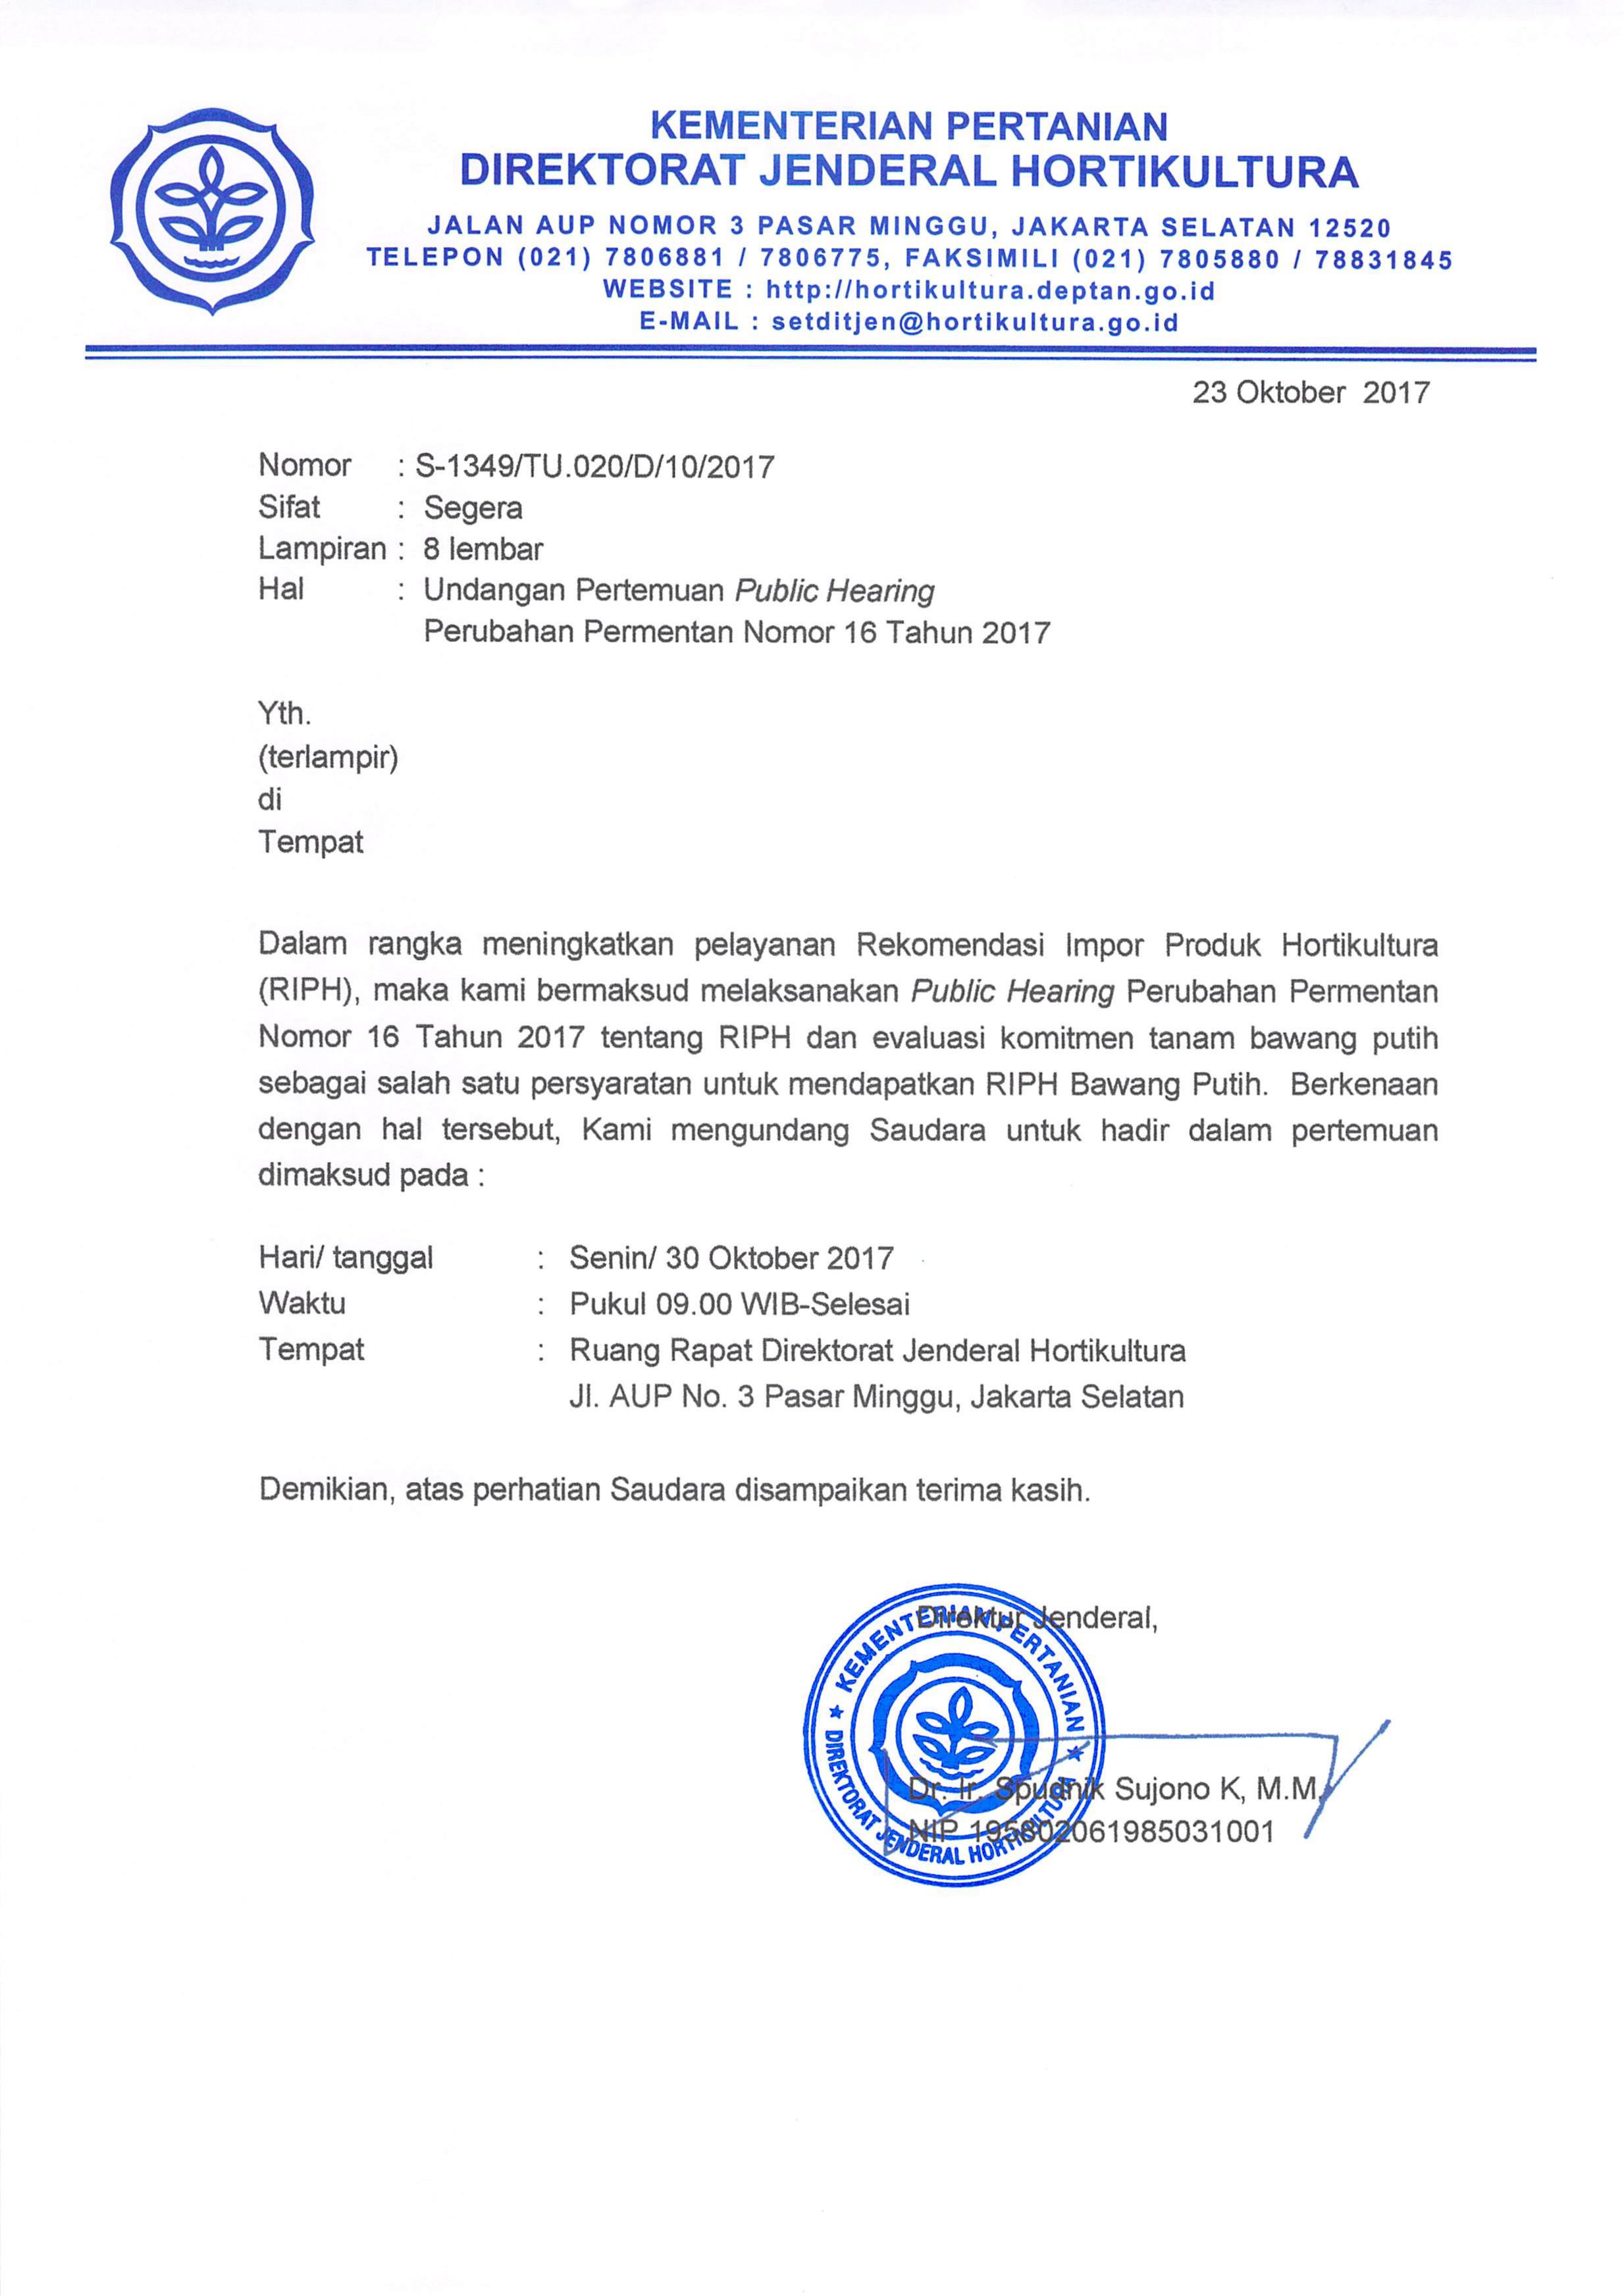 KEMENTERIAN PERTANIAN
DIREKTORAT JENDERAL HORTIKULTURA
JALAN AUP NOMOR 3 PASAR MINGGU, JAKARTA SELATAN 12520
TELEPON (021) 7806881 / 7806775, FAKSIMILI (021) 7805880 / 78831845
WEBSITE : http://hortikultura.deptan.go.id
E-MAIL : setditjen@hortikultura.go.id
23 Oktober 2017
Nomor : S-1349/TU.020/D/10/2017
Sifat : Segera
Lampiran : 8 lembar
Hal : Undangan Pertemuan Public Hearing
Perubahan Permentan Nomor 16 Tahun 2017
Yth.
(terlampir)
di
Tempat
Dalam rangka meningkatkan pelayanan Rekomendasi Impor Produk Hortikultura
(RIPH), maka kami bermaksud melaksanakan Public Hearing Perubahan Permentan
Nomor 16 Tahun 2017 tentang RIPH dan evaluasi komitmen tanam bawang putih
sebagai salah satu persyaratan untuk mendapatkan RIPH Bawang Putih. Berkenaan
dengan hal tersebut, Kami mengundang Saudara untuk hadir dalam pertemuan
dimaksud pada :
Hari/ tanggal : Senin/ 30 Oktober 2017
Waktu : Pukul 09.00 WIB-Selesai
Tempat : Ruang Rapat Direktorat Jenderal Hortikultura
Jl. AUP No. 3 Pasar Minggu, Jakarta Selatan
Demikian, atas perhatian Saudara disampaikan terima kasih.
Direktur Jenderal,
KEMENTERIAN PERTANIAN
DIREKTORAT JENDERAL HORTIKULTURA
Dr. Ir. Spudnik Sujono K, M.M.
NIP 195802061985031001